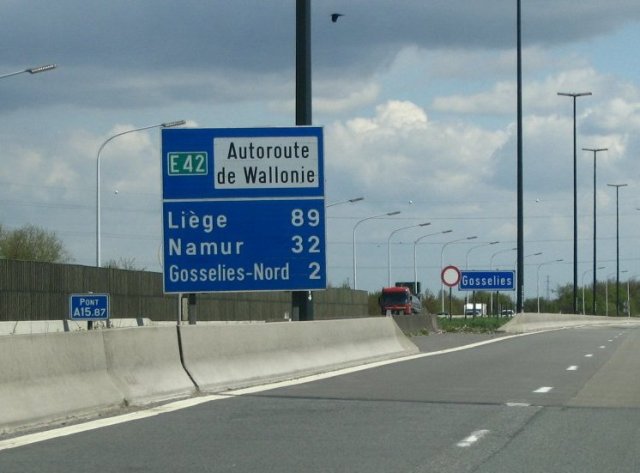 E42
Autoroute
de Wallonie
Liège 89
Namur 32
Gosselies-Nord 2
PONT
A15.87
Gosselies